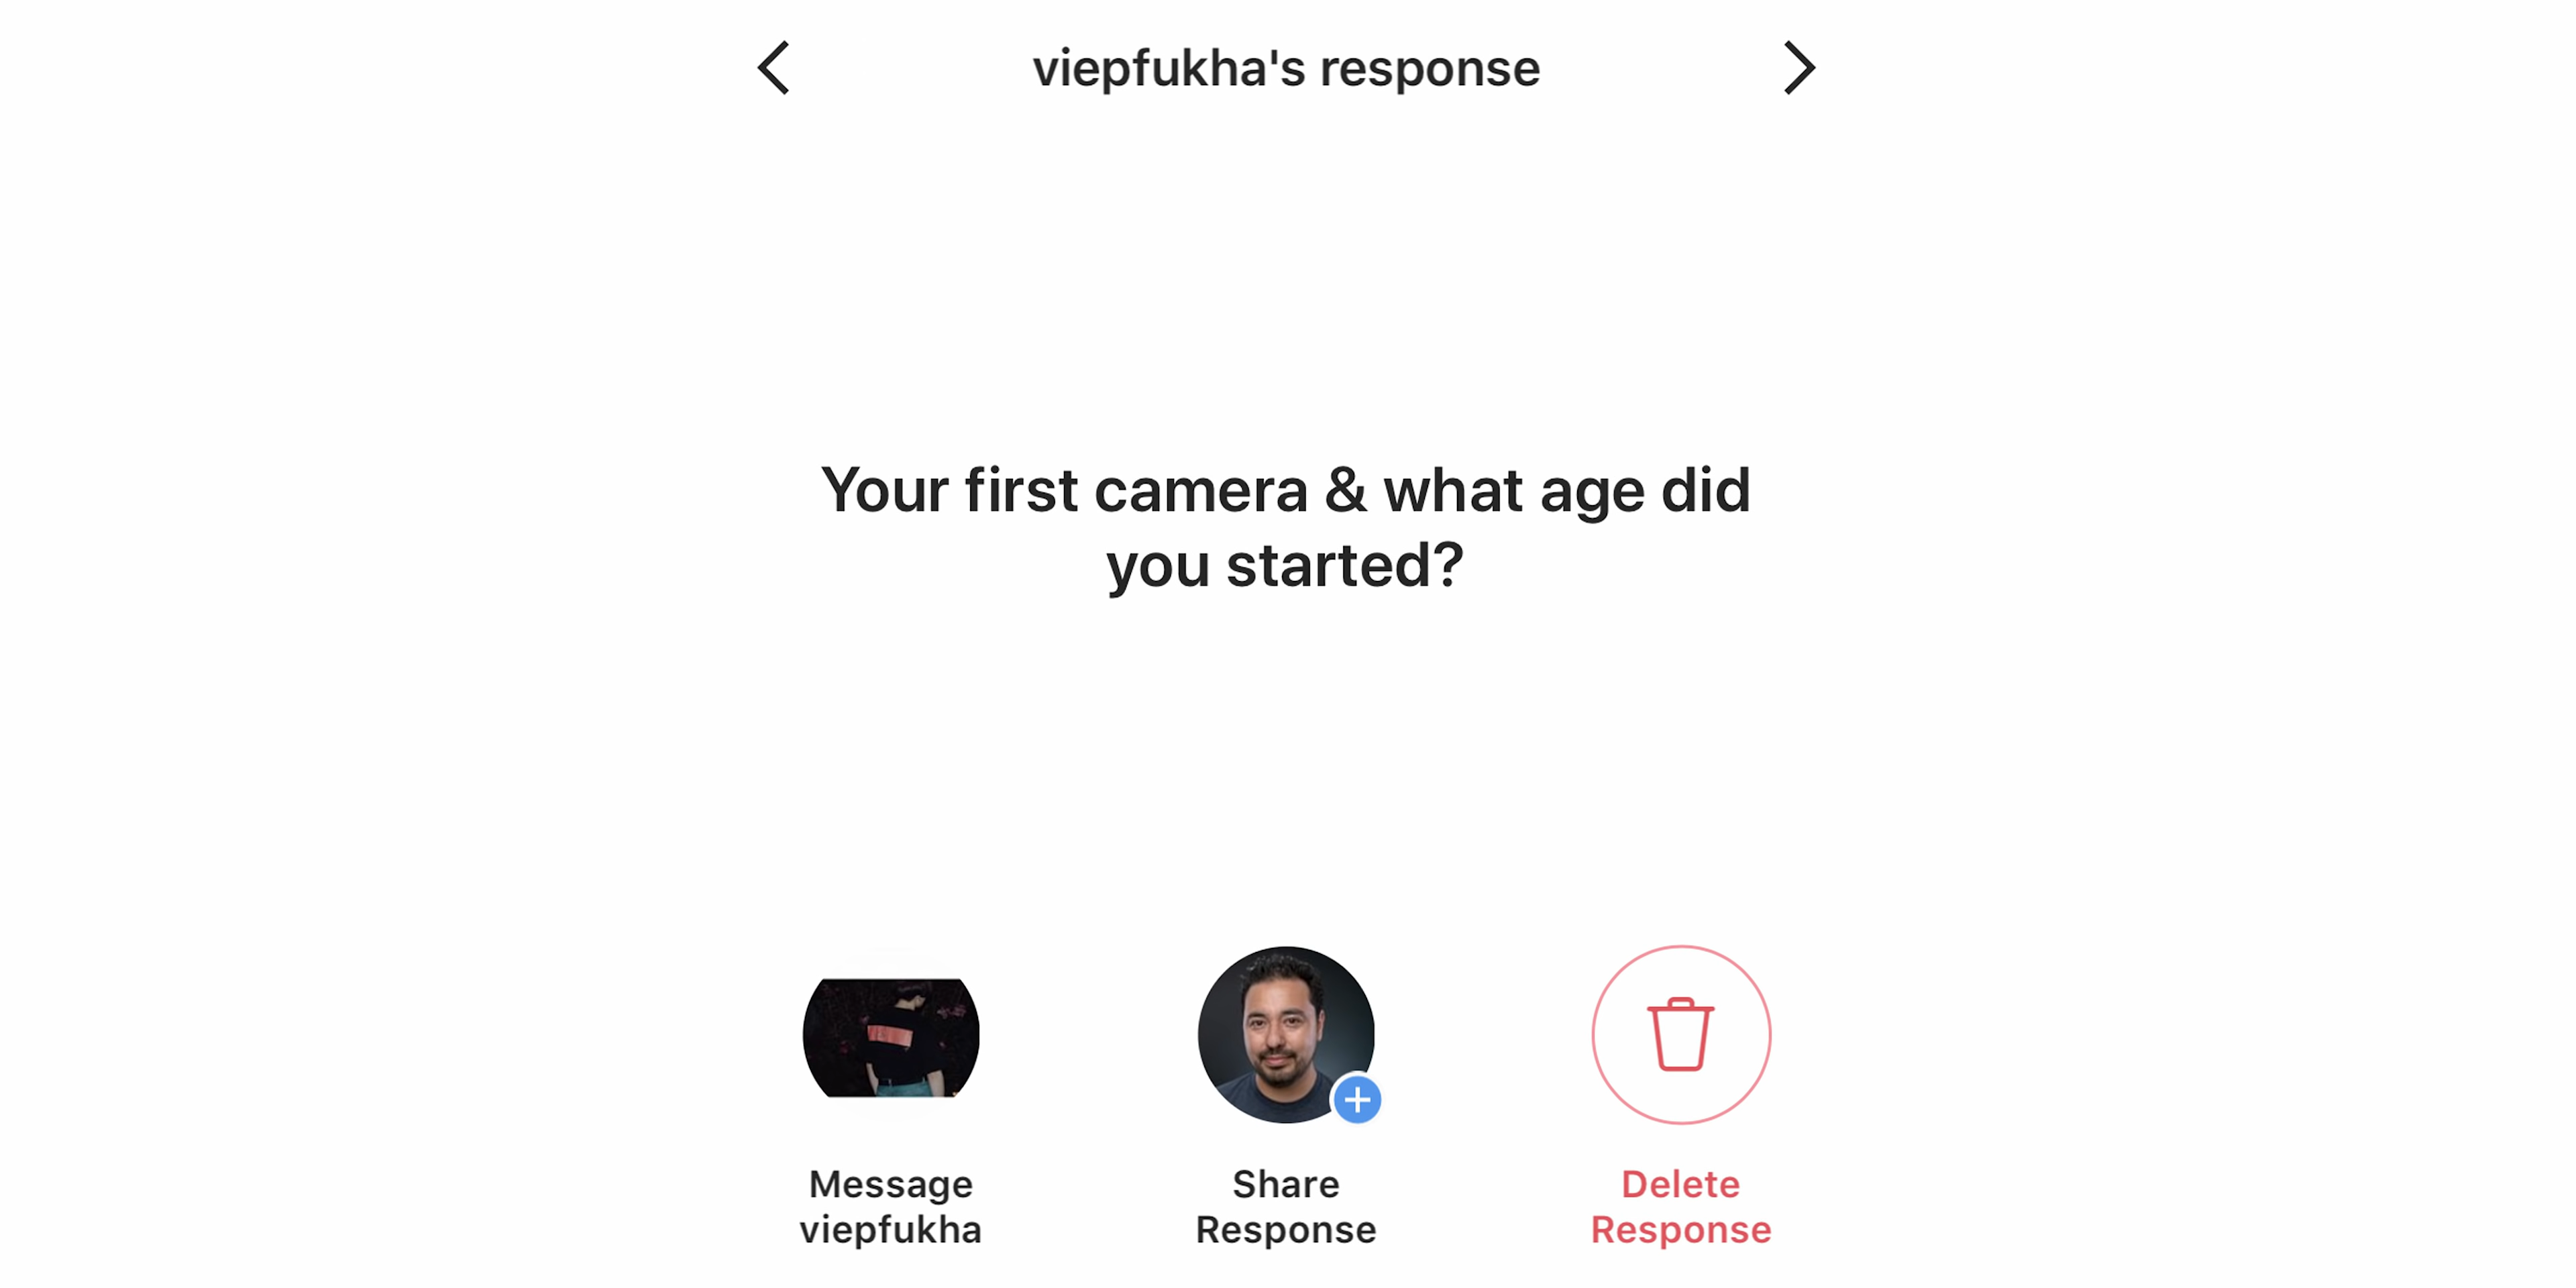 viepfukha's response
Your first camera & what age did
you started?
Message
viepfukha
Share
Response
Delete
Response